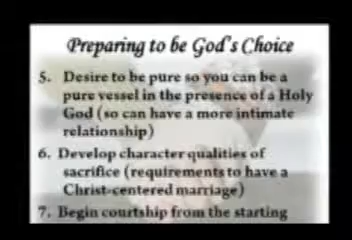 Preparing to be God's Choice
5. Desire to be pure so you can be a
pure vessel in the presence of a Holy
God (so can have a more intimate
relationship)
6. Develop character qualities of
sacrifice (requirements to have a
Christ-centered marriage)
7. Begin courtship from the starting